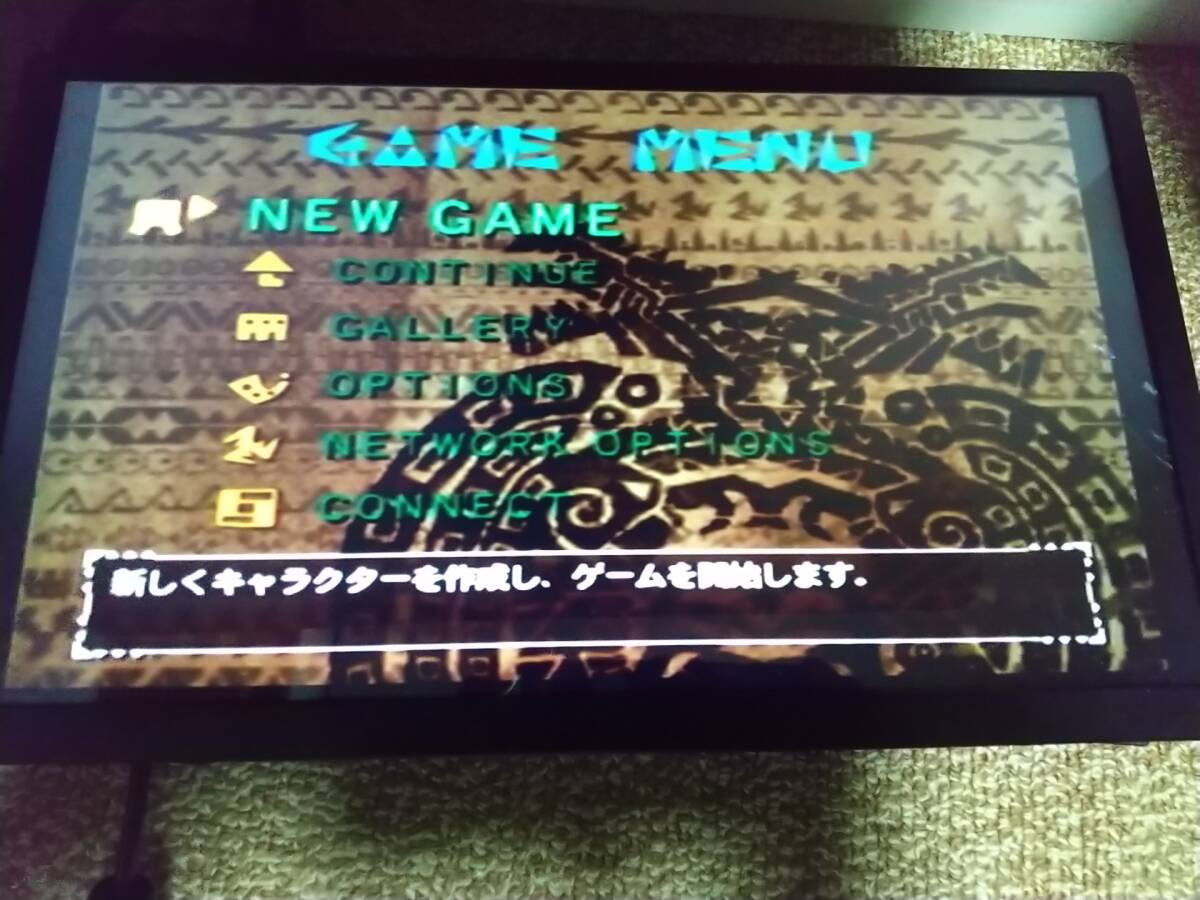 GAME MENU
NEW GAME
CONTINUE
GALLERY
OPTIONS
NETWORK OPTIONS
CONNECT
新しくキャラクターを作成し、ゲームを開始します。